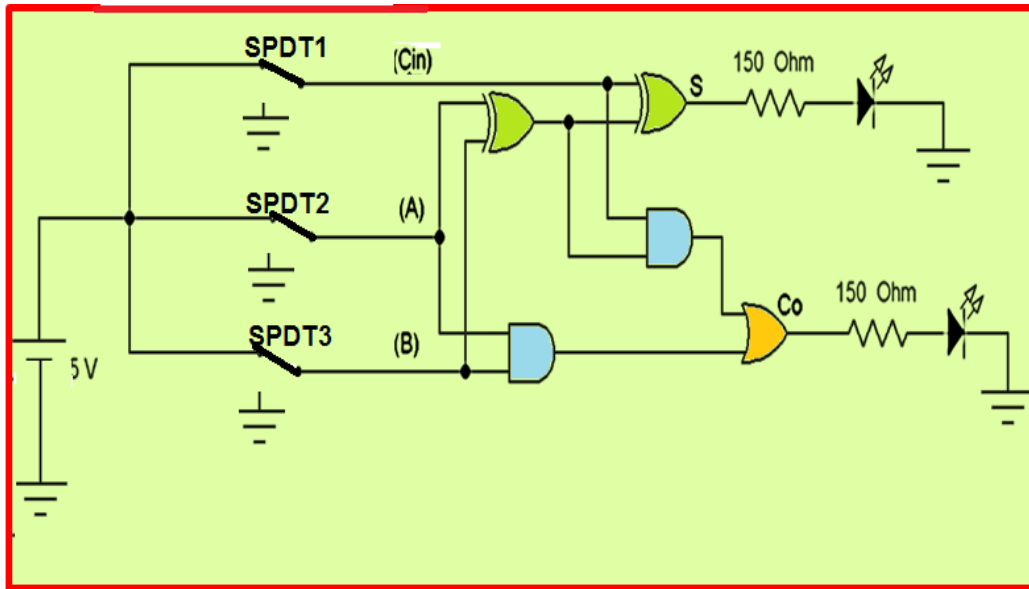 SPDT1
(Cin)
150 Ohm
S
SPDT2
(A)
150 Ohm
Co
SPDT3
(B)
5 V